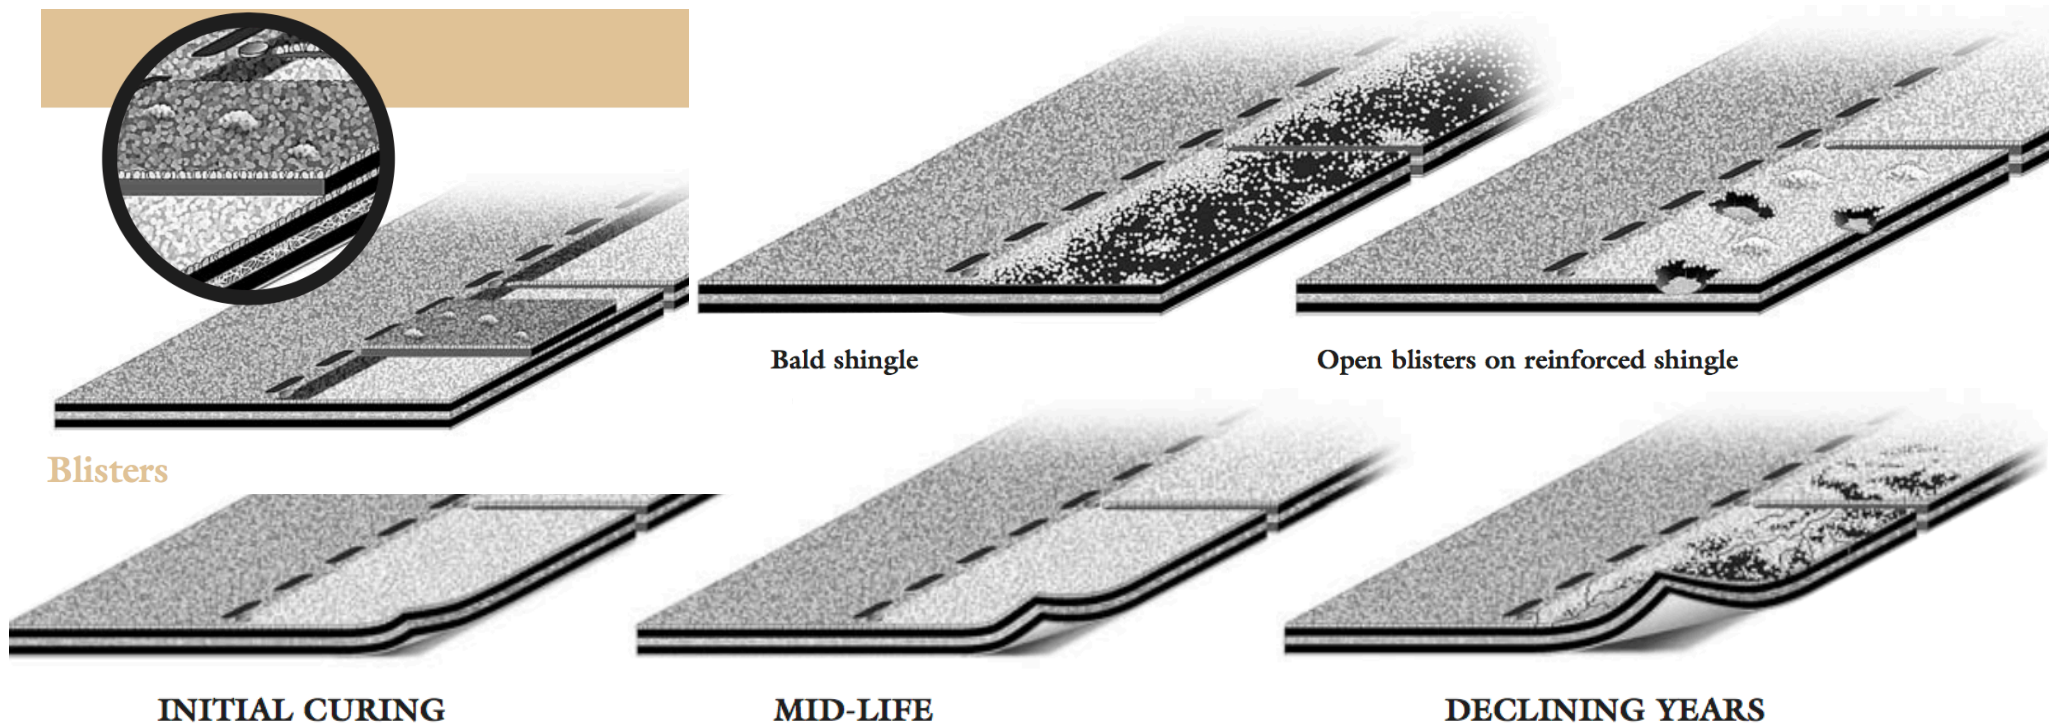 Bald shingle
Open blisters on reinforced shingle
Blisters
INITIAL CURING
MID-LIFE
DECLINING YEARS